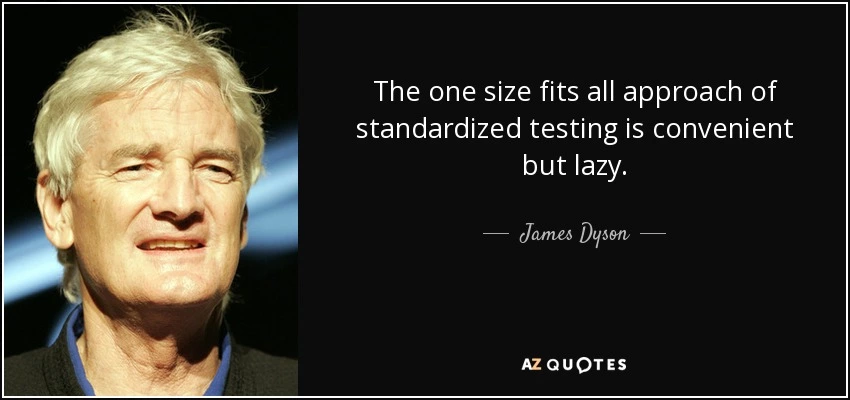 The one size fits all approach of
standardized testing is convenient
but lazy.
James Dyson
AZ QUOTES